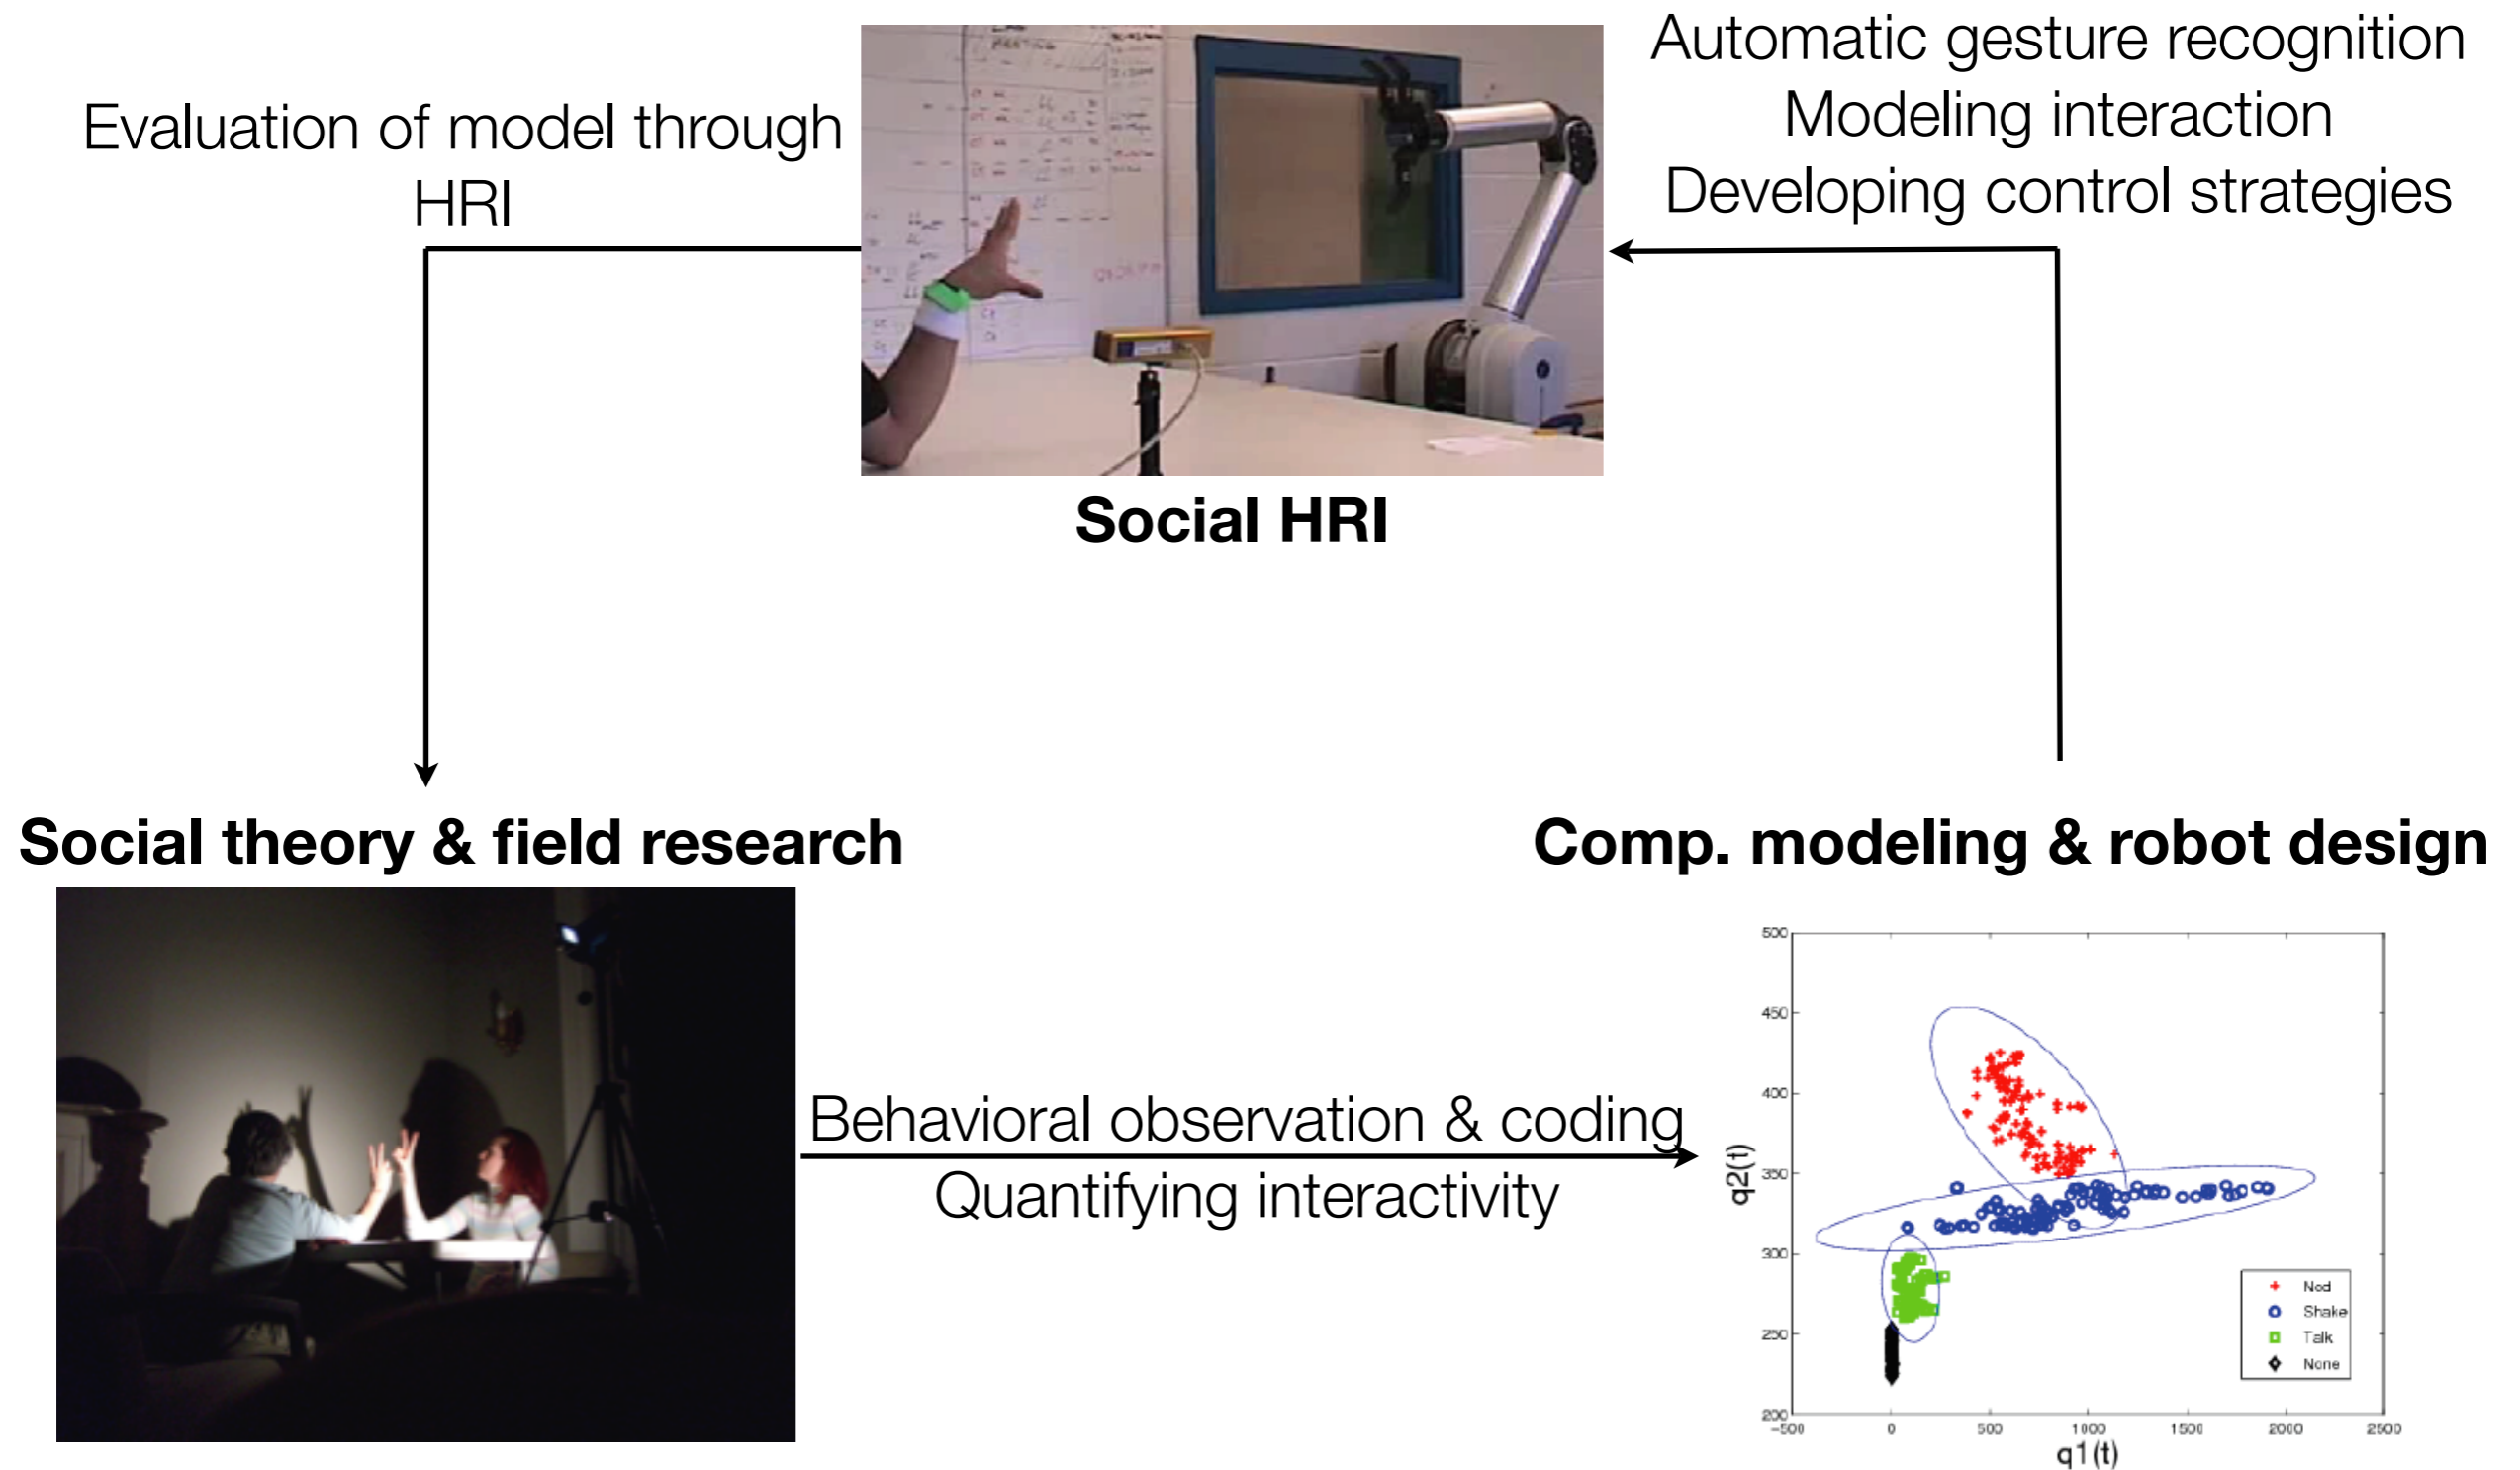 Automatic gesture recognition
Modeling interaction
Developing control strategies
Evaluation of model through
HRI
MEETING
Social HRI
Social theory & field research
Comp. modeling & robot design
Behavioral observation & coding
Quantifying interactivity
500
450
400
350
300
250
200
q2(t)
-500
0
500
1000
1500
2000
2500
q1(t)
Nod
Shake
Talk
None